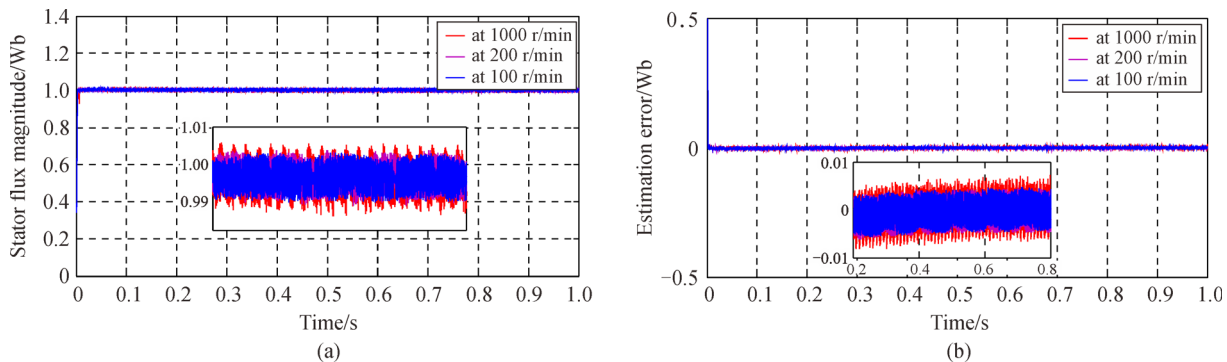 1.4
1.2
1.0
0.8
0.6
0.4
0.2
0
Stator flux magnitude/Wb
at 1000 r/min
at 200 r/min
at 100 r/min
1.01
1.00
0.99
0 0.1 0.2 0.3 0.4 0.5 0.6 0.7 0.8 0.9 1.0
Time/s
(a)
0.5
0
−0.5
Estimation error/Wb
at 1000 r/min
at 200 r/min
at 100 r/min
0.01
0
−0.01
0.2 0.4 0.6 0.8
0 0.1 0.2 0.3 0.4 0.5 0.6 0.7 0.8 0.9 1.0
Time/s
(b)